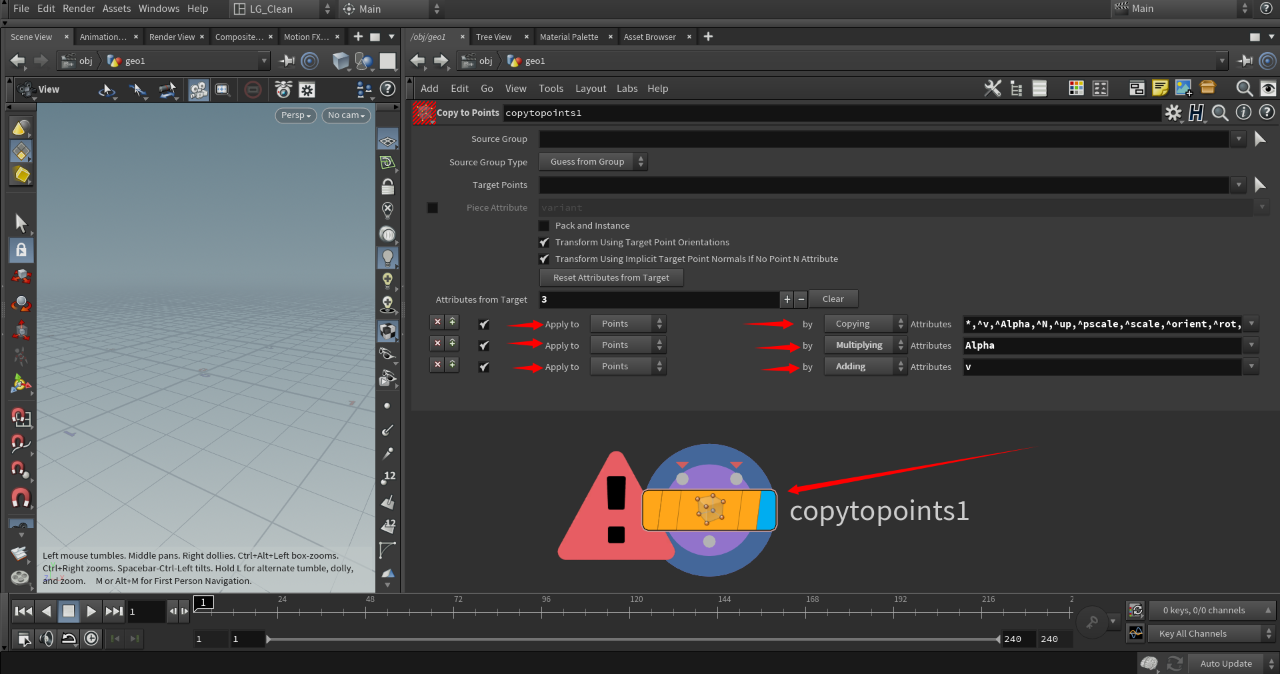 File Edit Render Assets Windows Help LG_Clean Main Main
Scene View Animation... Render View Composite... Motion FX... /obj/geo1 Tree View Material Palette Asset Browser
obj geo1 obj geo1
View Add Edit Go View Tools Layout Labs Help
Persp No cam
Copy to Points copytopoints1
Source Group
Source Group Type Guess from Group
Target Points
Piece Attribute variant
Pack and Instance
Transform Using Target Point Orientations
Transform Using Implicit Target Point Normals If No Point N Attribute
Reset Attributes from Target
Attributes from Target 3 Clear
Apply to Points by Copying Attributes *,^v,^Alpha,^N,^up,^pscale,^scale,^orient,^rot,
Apply to Points by Multiplying Attributes Alpha
Apply to Points by Adding Attributes v
copytopoints1
12
12
Left mouse tumbles. Middle pans. Right dollies. Ctrl+Alt+Left box-zooms.
Ctrl+Right zooms. Spacebar-Ctrl-Left tilts. Hold L for alternate tumble, dolly,
and zoom. M or Alt+M for First Person Navigation.
1 1 24 48 72 96 120 144 168 192 216 2
0 keys, 0/0 channels
1 1 240 240 Key All Channels
Auto Update